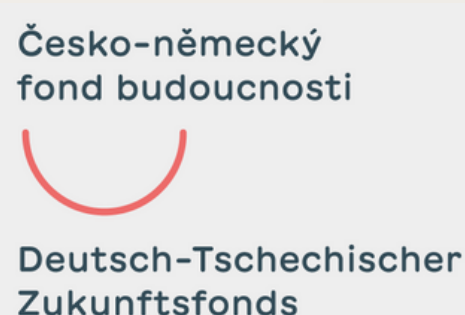 Česko-německý
fond budoucnosti
Deutsch-Tschechischer
Zukunftsfonds